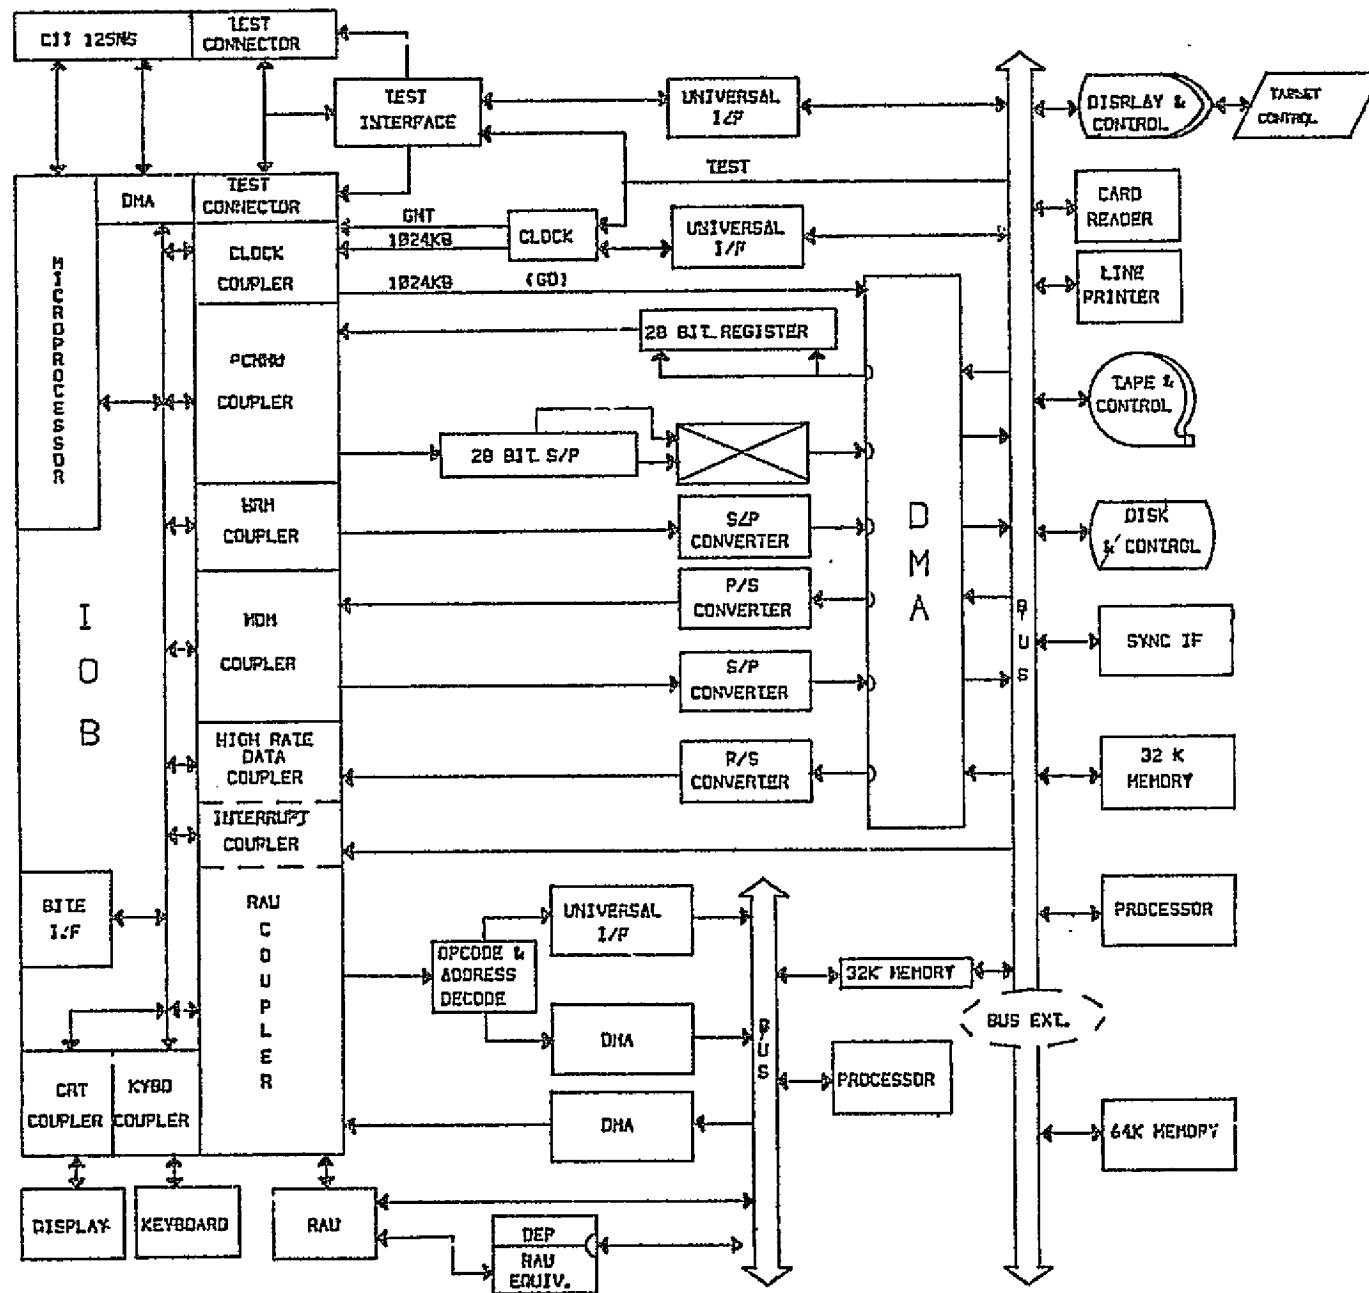 CII 125MS
TEST
CONNECTOR
TEST
INTERFACE
UNIVERSAL
I/F
DISPLAY &
CONTROL
TARGET
CONTROL
TEST
DMA
TEST
CONNECTOR
GMT
1024KB
CLOCK
UNIVERSAL
I/F
CARD
READER
MICROPROCESSOR
CLOCK
COUPLER
1024KB
(GO)
LINE
PRINTER
28 BIT REGISTER
PCMMU
COUPLER
TAPE &
CONTROL
28 BIT S/P
MDM
COUPLER
S/P
CONVERTER
DMA
DISK
& CONTROL
COUPLER
P/S
CONVERTER
IOB
BUS
SYNC IF
S/P
CONVERTER
HIGH RATE
DATA
COUPLER
P/S
CONVERTER
32 K
MEMORY
INTERRUPT
COUPLER
BITE
I/F
RAU
COUPLER
UNIVERSAL
I/F
PROCESSOR
OPCODE &
ADDRESS
DECODE
32K MEMORY
BUS EXT.
DMA
BUS
PROCESSOR
CRT
COUPLER
KYBD
COUPLER
DMA
64K MEMORY
DISPLAY
KEYBOARD
RAU
DEP
RAU
EQUIV.